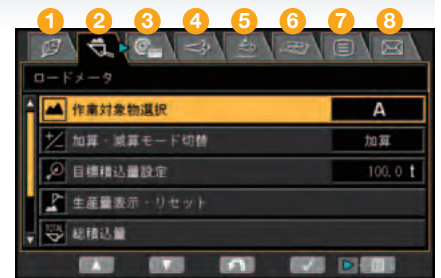 1 2 3 4 5 6 7 8
ロードメータ
作業対象物選択 A
加算・減算モード切替 加算
目標積込量設定 100.0 t
生産量表示・リセット
TOTAL 総積込量